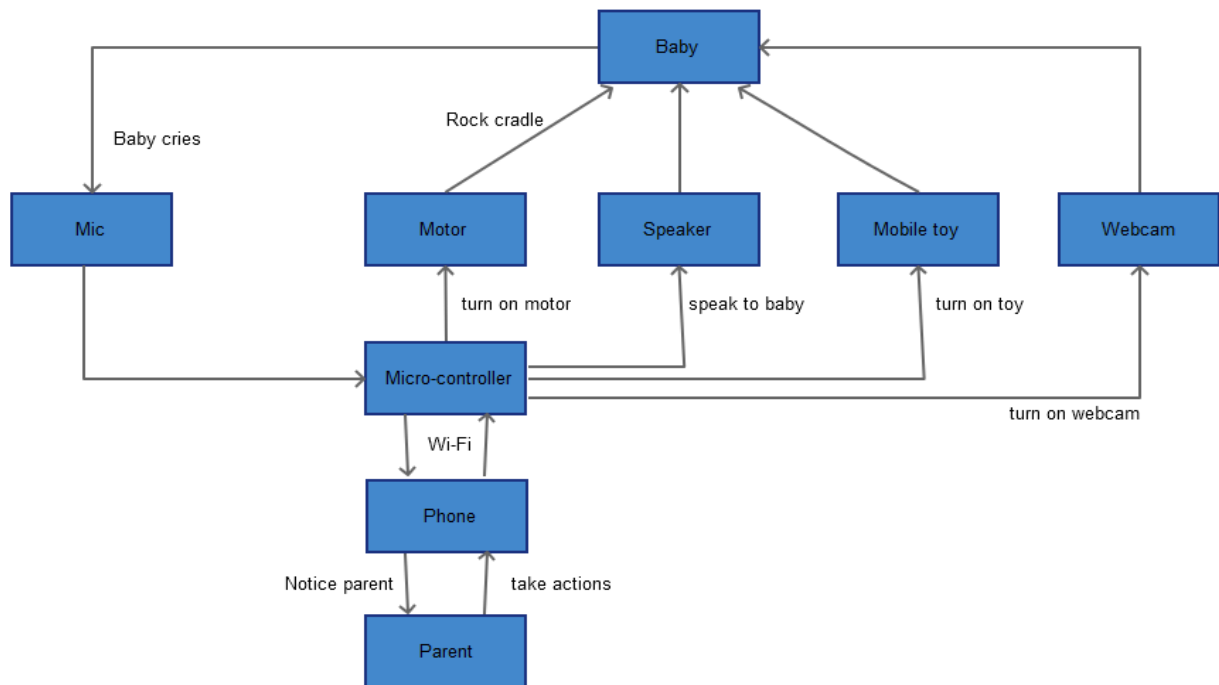 Baby
Rock cradle
Baby cries
Mic
Motor
Speaker
Mobile toy
Webcam
turn on motor
speak to baby
turn on toy
Micro-controller
turn on webcam
Wi-Fi
Phone
Notice parent
take actions
Parent